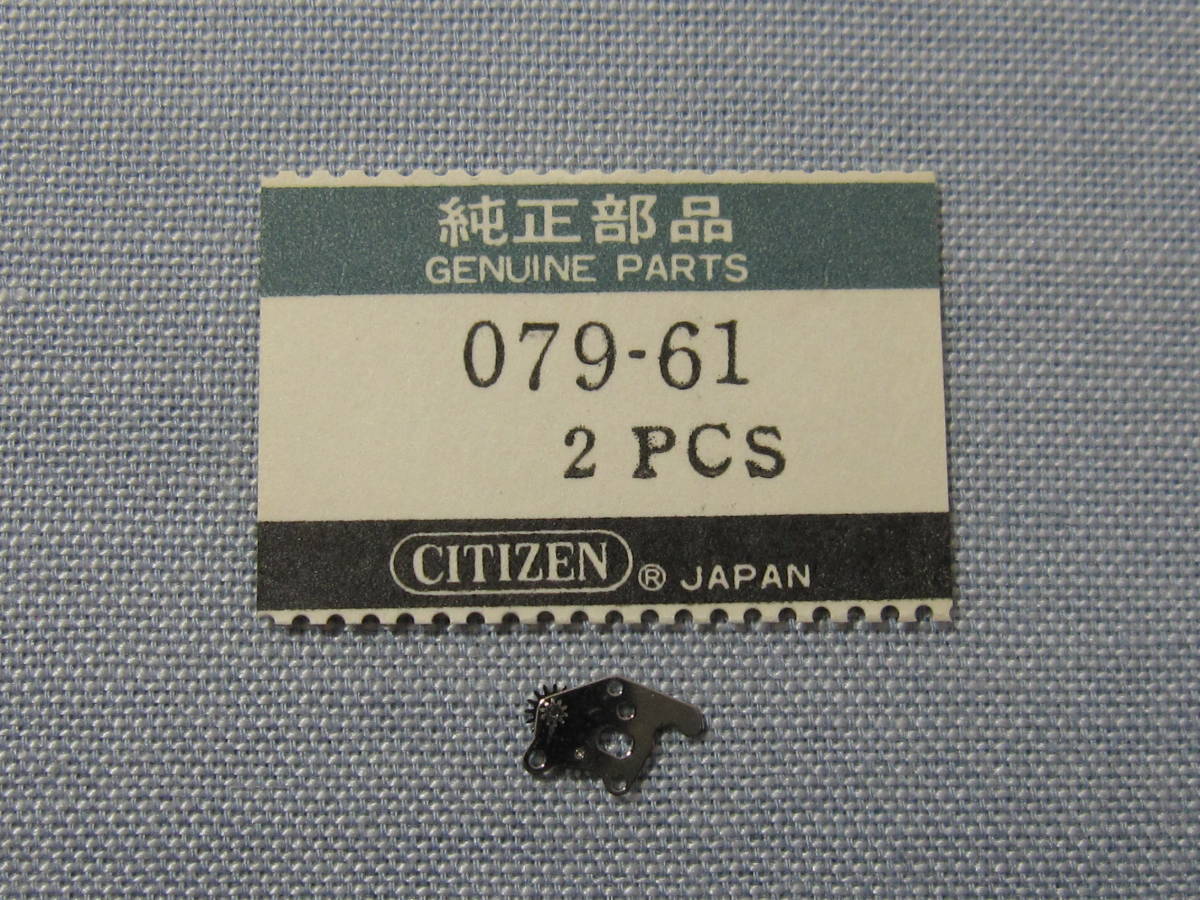 純正部品
GENUINE PARTS
079-61
2 PCS
CITIZEN ® JAPAN